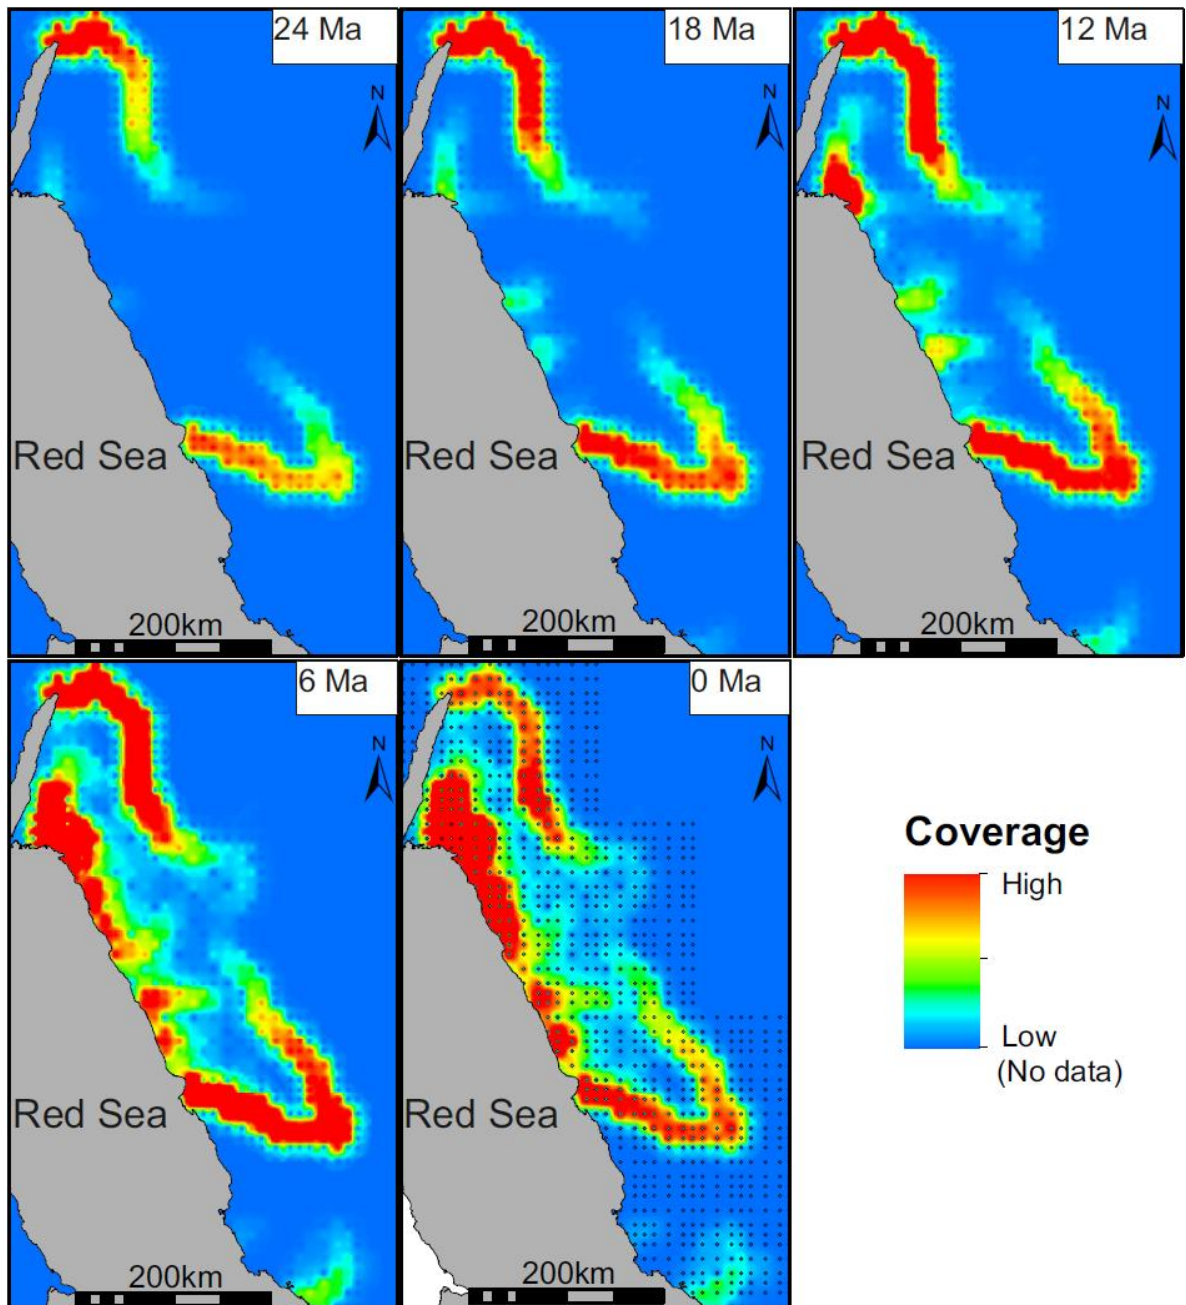 24 Ma
18 Ma
12 Ma
N
N
N
Red Sea
Red Sea
Red Sea
200km
200km
200km
6 Ma
0 Ma
N
N
Coverage
High
Low
(No data)
Red Sea
Red Sea
200km
200km